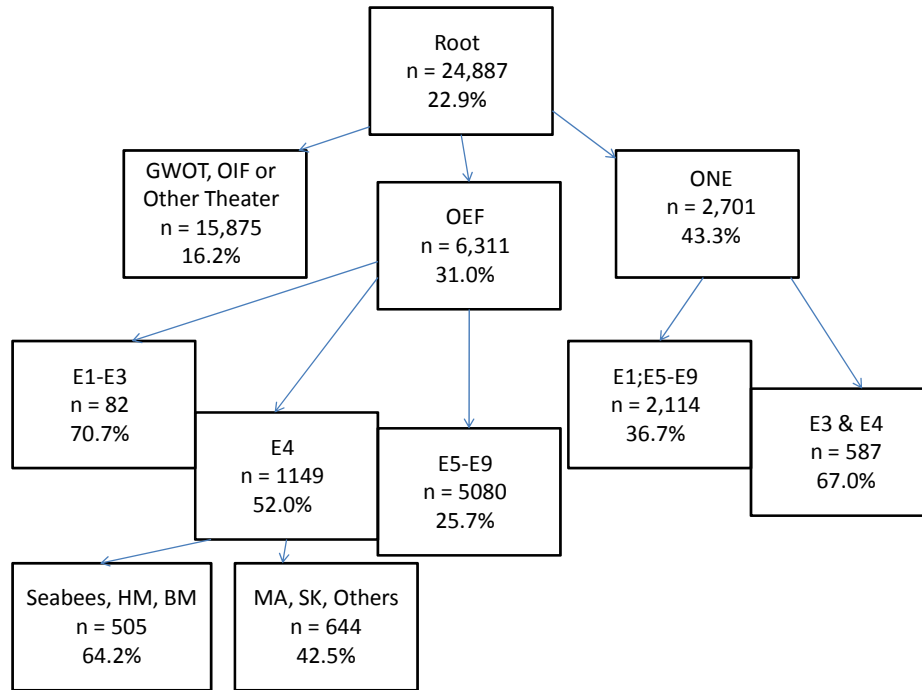 Root
n = 24,887
22.9%
GWOT, OIF or
Other Theater
n = 15,875
16.2%
OEF
n = 6,311
31.0%
ONE
n = 2,701
43.3%
E1-E3
n = 82
70.7%
E4
n = 1149
52.0%
E5-E9
n = 5080
25.7%
E1;E5-E9
n = 2,114
36.7%
E3 & E4
n = 587
67.0%
Seabees, HM, BM
n = 505
64.2%
MA, SK, Others
n = 644
42.5%